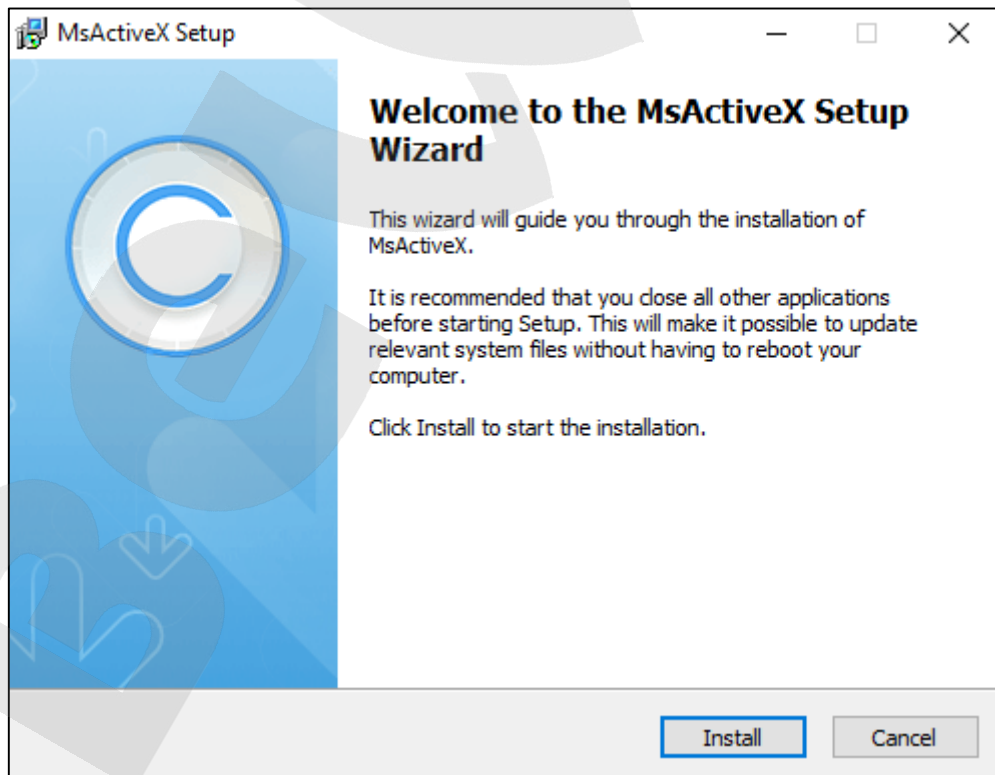 MsActiveX Setup
Welcome to the MsActiveX Setup
Wizard
This wizard will guide you through the installation of
MsActiveX.
It is recommended that you close all other applications
before starting Setup. This will make it possible to update
relevant system files without having to reboot your
computer.
Click Install to start the installation.
Install
Cancel